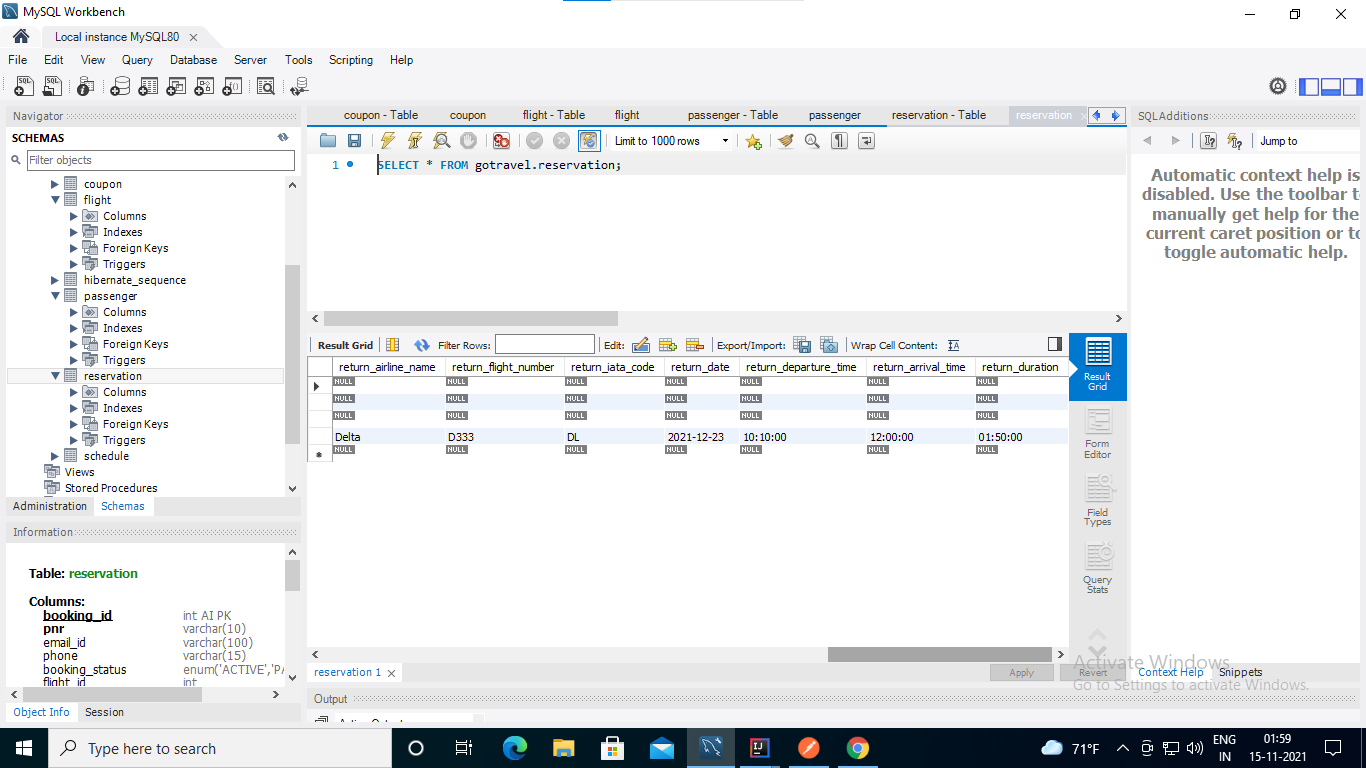 MySQL Workbench
Local instance MySQL80
File Edit View Query Database Server Tools Scripting Help
Navigator
SCHEMAS
Filter objects
coupon
flight
Columns
Indexes
Foreign Keys
Triggers
hibernate_sequence
passenger
Columns
Indexes
Foreign Keys
Triggers
reservation
Columns
Indexes
Foreign Keys
Triggers
schedule
Views
Stored Procedures
Administration Schemas
Information
Table: reservation
Columns:
booking_id int AI PK
pnr varchar(10)
email_id varchar(100)
phone varchar(15)
booking_status enum('ACTIVE','PA
flight_id int
Object Info Session
coupon - Table coupon flight - Table flight passenger - Table passenger reservation - Table reservation
Limit to 1000 rows
1 SELECT * FROM gotravel.reservation;
Result Grid Filter Rows: Edit: Export/Import: Wrap Cell Content:
return_airline_name return_flight_number return_iata_code return_date return_departure_time return_arrival_time return_duration
NULL NULL NULL NULL NULL NULL NULL
NULL NULL NULL NULL NULL NULL NULL
NULL NULL NULL NULL NULL NULL NULL
Delta D333 DL 2021-12-23 10:10:00 12:00:00 01:50:00
NULL NULL NULL NULL NULL NULL NULL
Result
Grid
Form
Editor
Field
Types
Query
Stats
reservation 1
Apply Revert
Output
SQLAdditions
Jump to
Automatic context help is
disabled. Use the toolbar t
manually get help for the
current caret position or to
toggle automatic help.
Context Help Snippets
Activate Windows
Go to Settings to activate Windows.
Type here to search
71°F
ENG
IN
01:59
15-11-2021